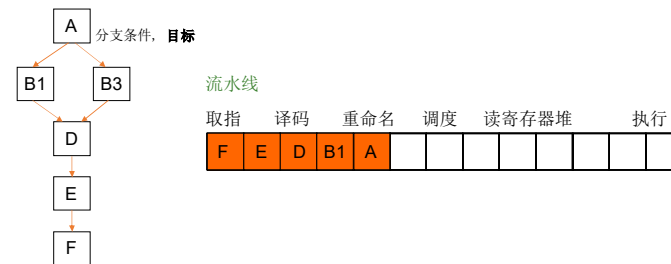 A
分支条件, 目标
B1 B3
D
E
F
流水线
取指 译码 重命名 调度 读寄存器堆 执行
F E D B1 A